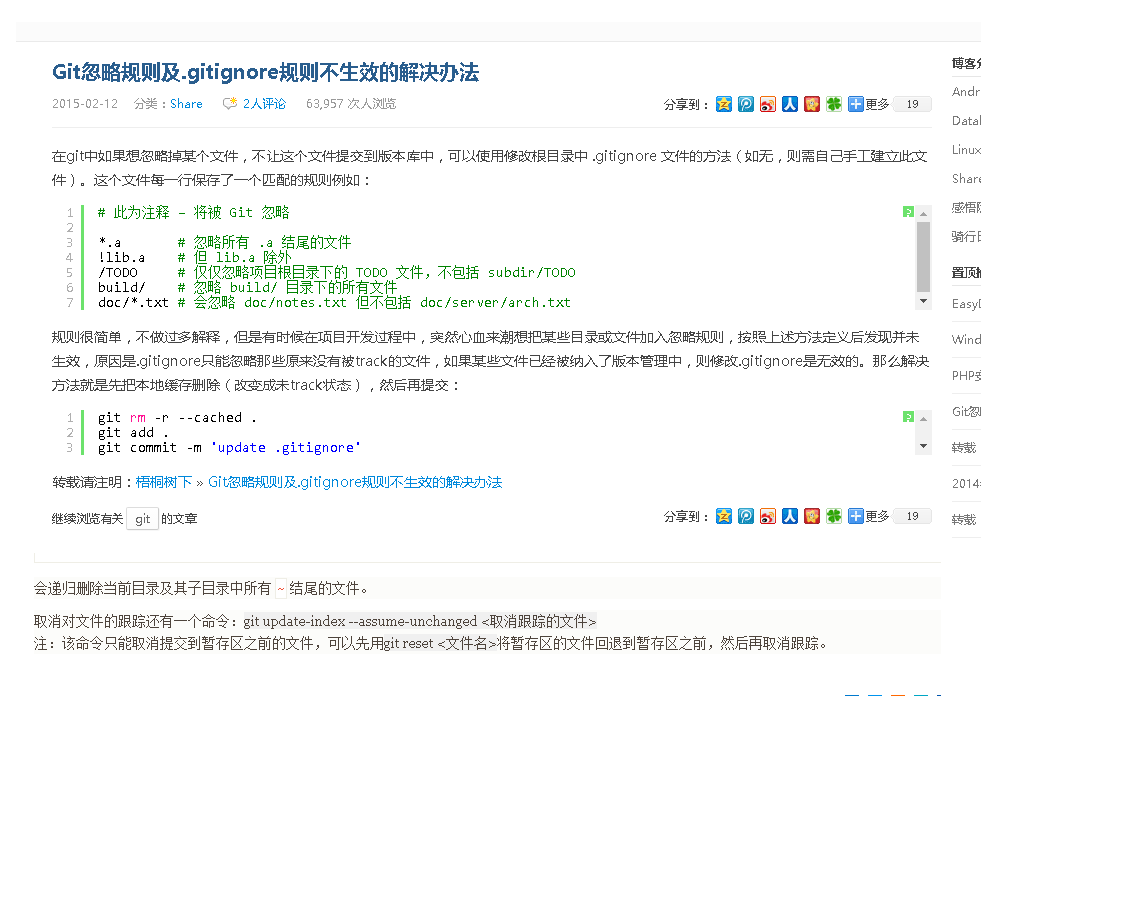 Git忽略规则及.gitignore规则不生效的解决办法
2015-02-12 分类：Share 2人评论 63,957 次人浏览 分享到： 更多 19
在git中如果想忽略掉某个文件，不让这个文件提交到版本库中，可以使用修改根目录中 .gitignore 文件的方法（如无，则需自己手工建立此文
件）。这个文件每一行保存了一个匹配的规则例如：
1 # 此为注释 – 将被 Git 忽略
2
3 *.a # 忽略所有 .a 结尾的文件
4 !lib.a # 但 lib.a 除外
5 /TODO # 仅仅忽略项目根目录下的 TODO 文件，不包括 subdir/TODO
6 build/ # 忽略 build/ 目录下的所有文件
7 doc/*.txt # 会忽略 doc/notes.txt 但不包括 doc/server/arch.txt
规则很简单，不做过多解释，但是有时候在项目开发过程中，突然心血来潮想把某些目录或文件加入忽略规则，按照上述方法定义后发现并未
生效，原因是.gitignore只能忽略那些原来没有被track的文件，如果某些文件已经被纳入了版本管理中，则修改.gitignore是无效的。那么解决
方法就是先把本地缓存删除（改变成未track状态），然后再提交：
1 git rm -r --cached .
2 git add .
3 git commit -m 'update .gitignore'
转载请注明：梧桐树下 » Git忽略规则及.gitignore规则不生效的解决办法
继续浏览有关 git 的文章 分享到： 更多 19
会递归删除当前目录及其子目录中所有 ~ 结尾的文件。
取消对文件的跟踪还有一个命令：git update-index --assume-unchanged <取消跟踪的文件>
注：该命令只能取消提交到暂存区之前的文件，可以先用git reset <文件名>将暂存区的文件回退到暂存区之前，然后再取消跟踪。
博客分
Andr
Datal
Linux
Share
感悟
骑行
置顶
Easy
Wind
PHP
Git忽
转载
2014
转载